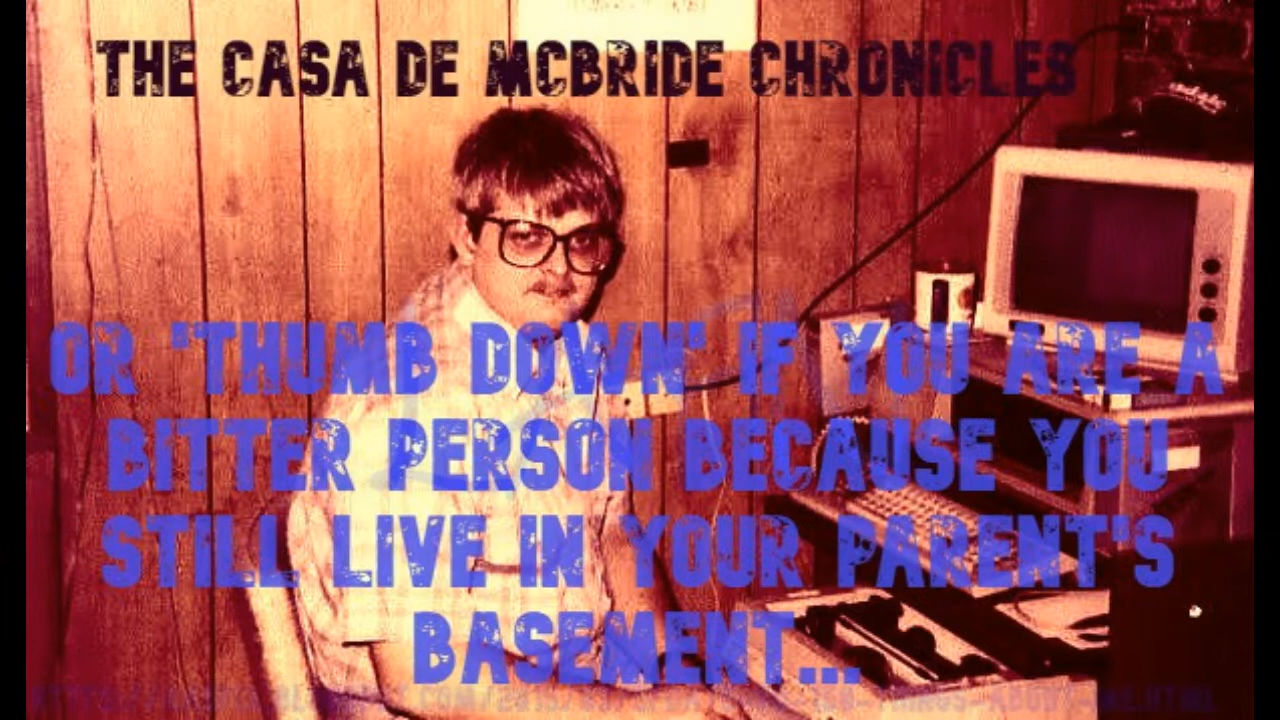 THE CASA DE MCBRIDE CHRONICLES
OR 'THUMB DOWN' IF YOU ARE A
BITTER PERSON BECAUSE YOU
STILL LIVE IN YOUR PARENT'S
BASEMENT...